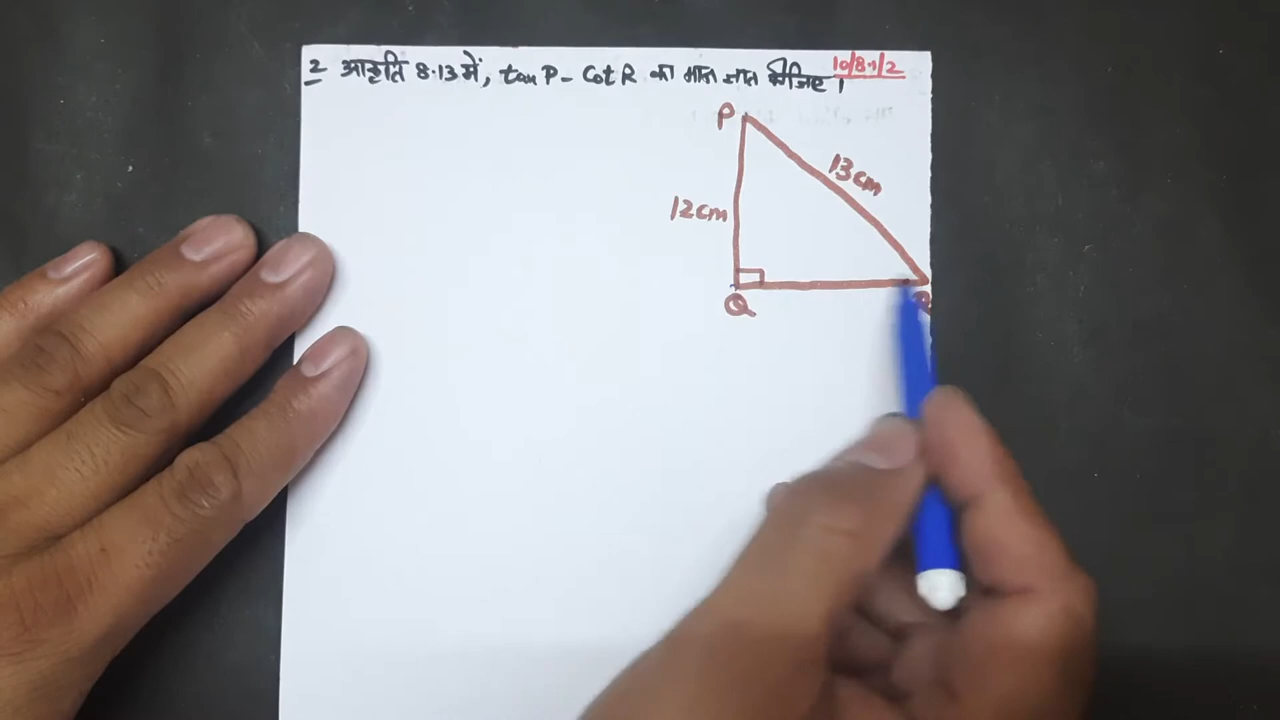 2 आकृति 8.13 में, tan P - Cot R का मान ज्ञात कीजिए । 10/8.1/2
P
13cm
12cm
Q R